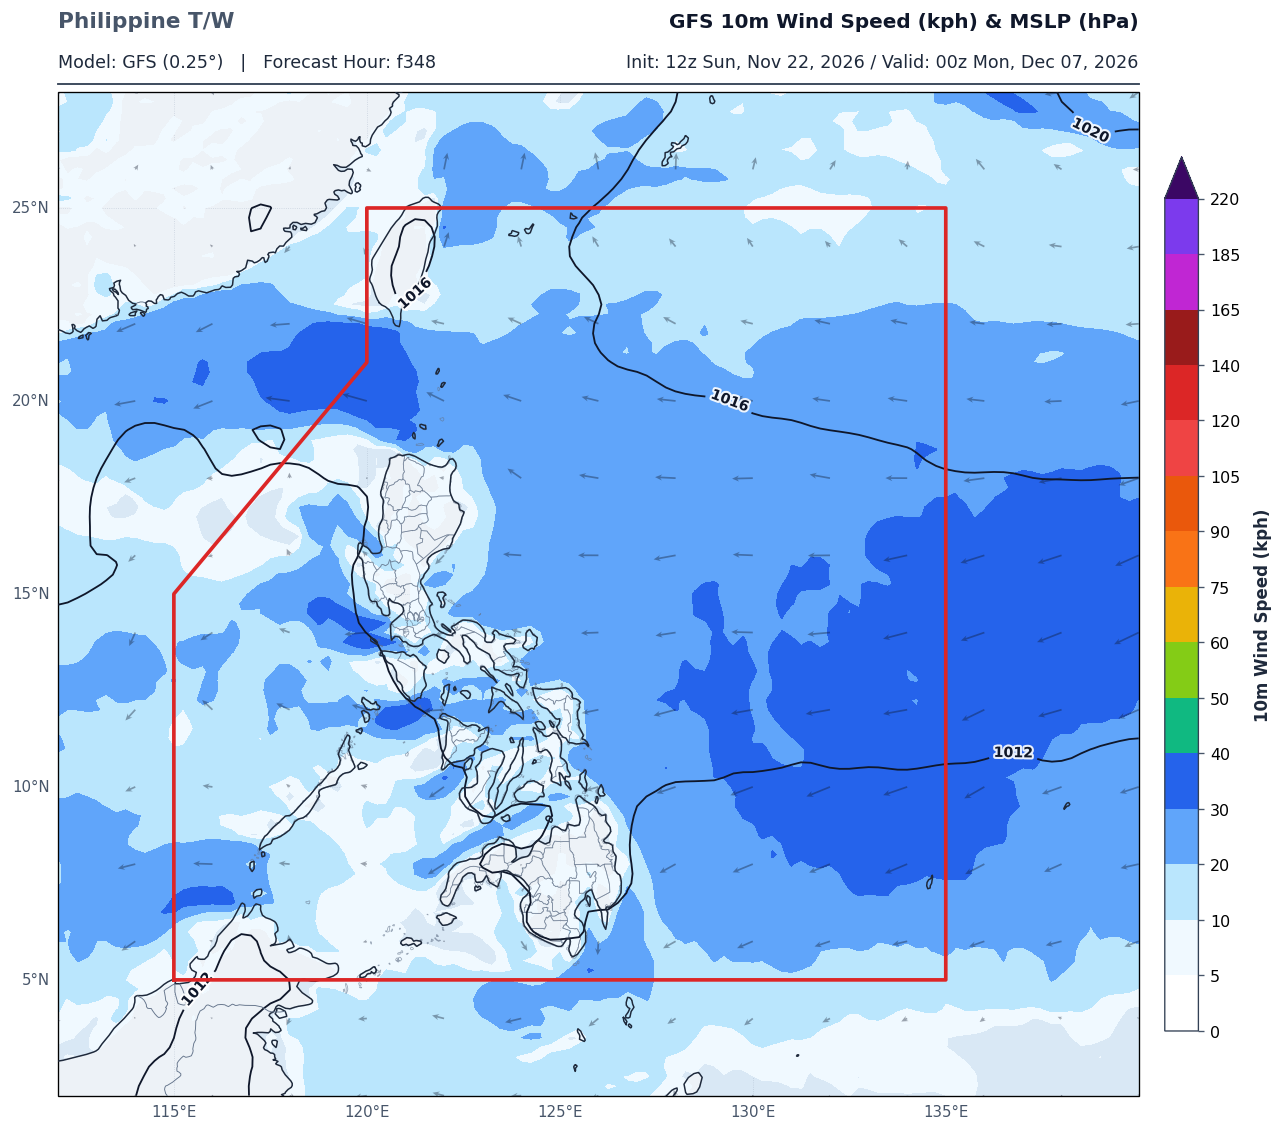 Philippine T/W
GFS 10m Wind Speed (kph) & MSLP (hPa)
Model: GFS (0.25°) | Forecast Hour: f348
Init: 12z Sun, Nov 22, 2026 / Valid: 00z Mon, Dec 07, 2026
1020
25°N
1016
20°N
1016
15°N
1012
10°N
5°N
1012
115°E
120°E
125°E
130°E
135°E
220
185
165
140
120
105
90
75
60
50
40
30
20
10
5
0
10m Wind Speed (kph)